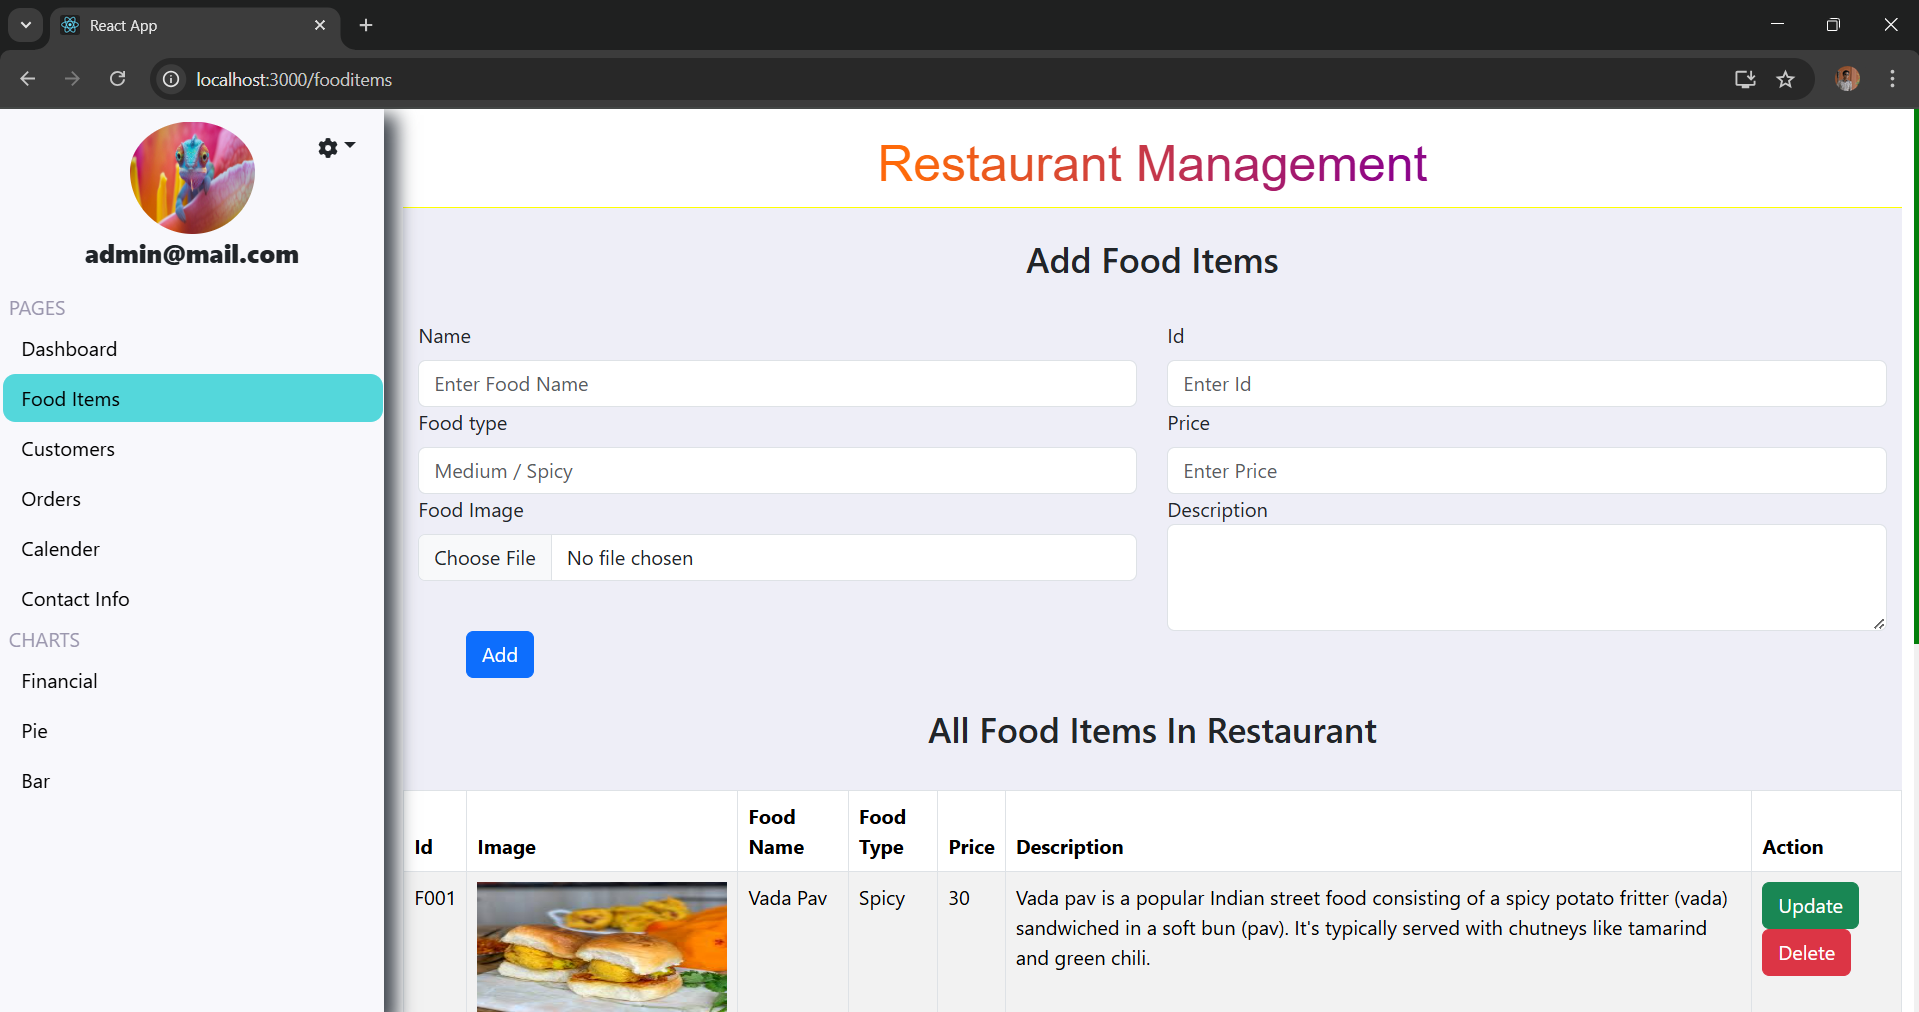 React App
localhost:3000/fooditems
admin@mail.com
PAGES
Dashboard
Food Items
Customers
Orders
Calender
Contact Info
CHARTS
Financial
Pie
Bar
Restaurant Management
Add Food Items
Name
Id
Enter Food Name
Enter Id
Food type
Price
Medium / Spicy
Enter Price
Food Image
Description
Choose File
No file chosen
Add
All Food Items In Restaurant
Id
Image
Food
Name
Food
Type
Price
Description
Action
F001
Vada Pav
Spicy
30
Vada pav is a popular Indian street food consisting of a spicy potato fritter (vada)
sandwiched in a soft bun (pav). It's typically served with chutneys like tamarind
and green chili.
Update
Delete